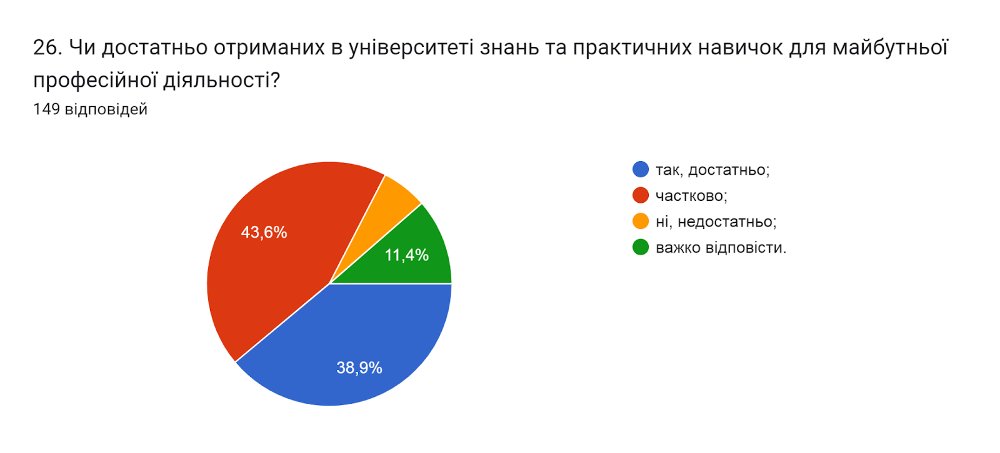 26. Чи достатньо отриманих в університеті знань та практичних навичок для майбутньої
професійної діяльності?
149 відповідей
так, достатньо;
частково;
ні, недостатньо;
важко відповісти.
43,6%
11,4%
38,9%